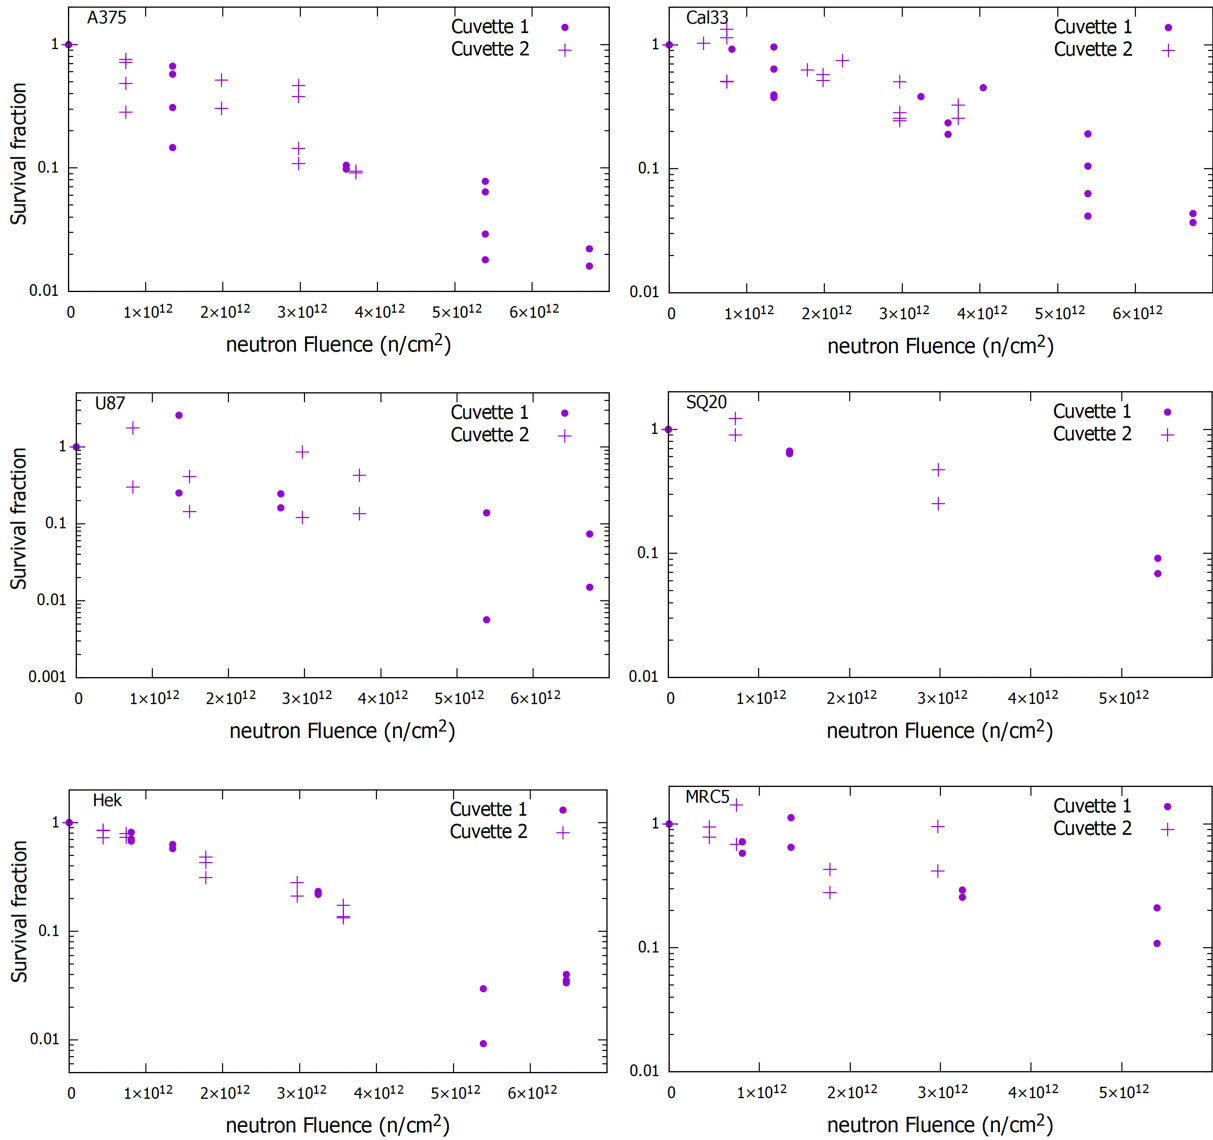 A375
Cuvette 1
Cuvette 2
1
0.1
0.01
Survival fraction
0 1×10¹² 2×10¹² 3×10¹² 4×10¹² 5×10¹² 6×10¹²
neutron Fluence (n/cm²)
Cal33
Cuvette 1
Cuvette 2
1
0.1
0.01
0 1×10¹² 2×10¹² 3×10¹² 4×10¹² 5×10¹² 6×10¹²
neutron Fluence (n/cm²)
U87
Cuvette 1
Cuvette 2
1
0.1
0.01
0.001
Survival fraction
0 1×10¹² 2×10¹² 3×10¹² 4×10¹² 5×10¹² 6×10¹²
neutron Fluence (n/cm²)
SQ20
Cuvette 1
Cuvette 2
1
0.1
0.01
0 1×10¹² 2×10¹² 3×10¹² 4×10¹² 5×10¹²
neutron Fluence (n/cm²)
Hek
Cuvette 1
Cuvette 2
1
0.1
0.01
Survival fraction
0 1×10¹² 2×10¹² 3×10¹² 4×10¹² 5×10¹² 6×10¹²
neutron Fluence (n/cm²)
MRC5
Cuvette 1
Cuvette 2
1
0.1
0.01
0 1×10¹² 2×10¹² 3×10¹² 4×10¹² 5×10¹²
neutron Fluence (n/cm²)